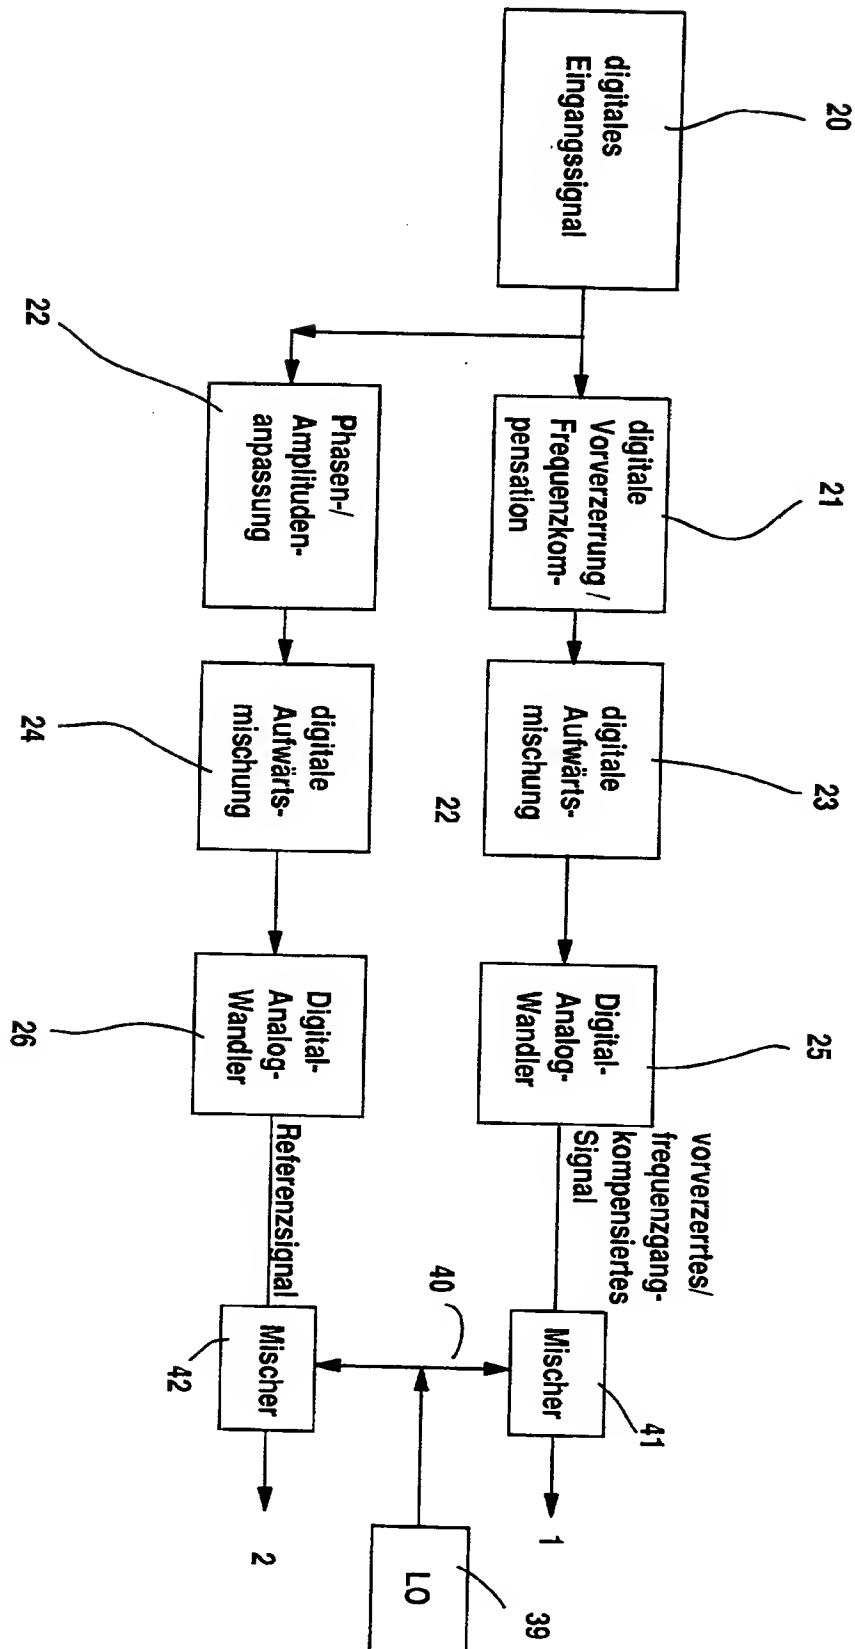 20
digitales
Eingangssignal
21
digitale
Vorverzerrung /
Frequenzkom-
pensation
23
digitale
Aufwärts-
mischung
22
25
Digital-
Analog-
Wandler
vorverzerrtes/
frequenzgang-
kompensiertes
Signal
41
Mischer
1
22
Phasen-/
Amplituden-
anpassung
24
digitale
Aufwärts-
mischung
26
Digital-
Analog-
Wandler
Referenzsignal
40
42
Mischer
2
39
LO